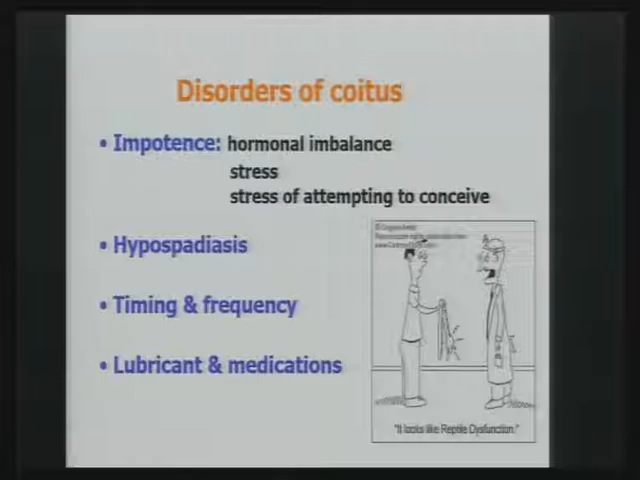 Disorders of coitus
• Impotence: hormonal imbalance
stress
stress of attempting to conceive
• Hypospadiasis
• Timing & frequency
• Lubricant & medications
"It looks like Reptile Dysfunction."